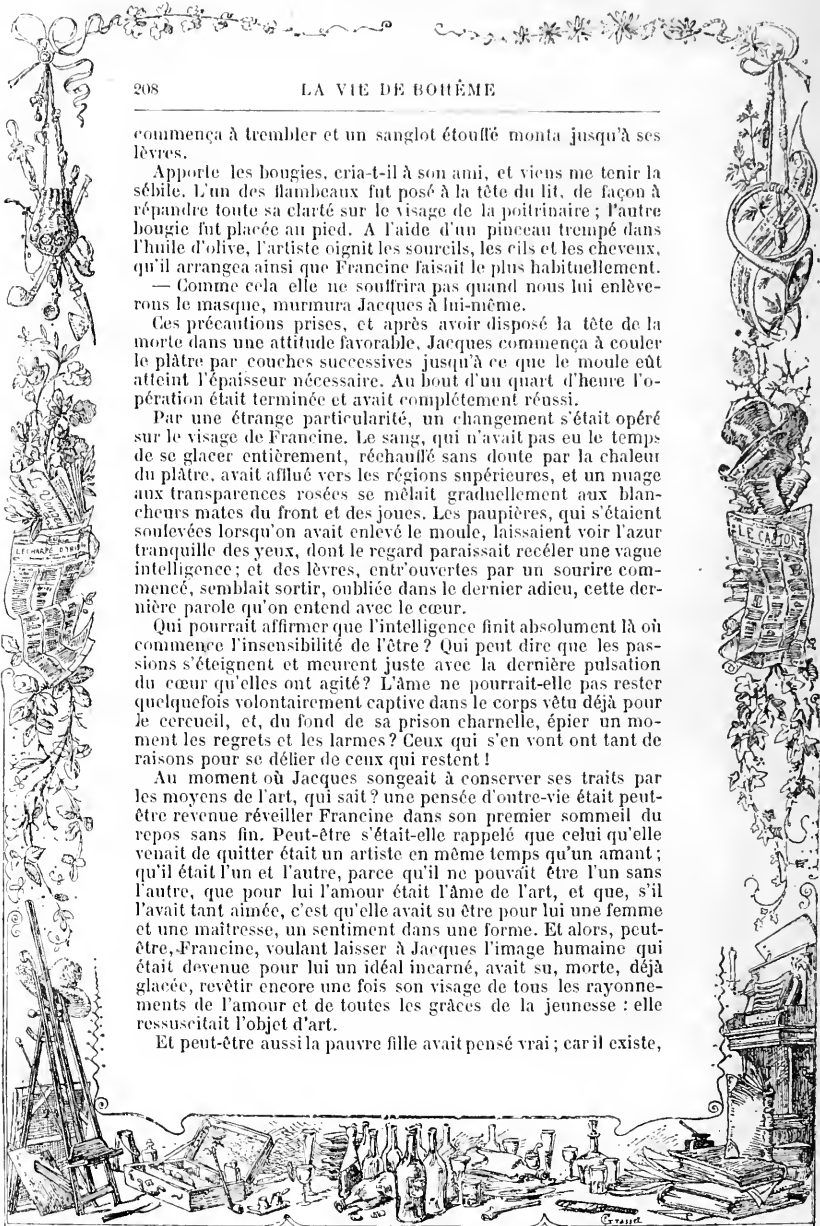 208 LA VIE DE BOHÊME
commença à trembler et un sanglot étouffé monta jusqu'à ses
lèvres.
Apporte les bougies, cria-t-il à son ami, et viens me tenir la
sébile. L'un des flambeaux fut posé à la tête du lit, de façon à
répandre toute sa clarté sur le visage de la poitrinaire ; l'autre
bougie fut placée au pied. A l'aide d'un pinceau trempé dans
l'huile d'olive, l'artiste oignit les sourcils, les cils et les cheveux,
qu'il arrangea ainsi que Francine faisait le plus habituellement.
— Comme cela elle ne souffrira pas quand nous lui enlève-
rons le masque, murmura Jacques à lui-même.
Ces précautions prises, et après avoir disposé la tête de la
morte dans une attitude favorable, Jacques commença à couler
le plâtre par couches successives jusqu'à ce que le moule eût
atteint l'épaisseur nécessaire. Au bout d'un quart d'heure l'o-
pération était terminée et avait complétement réussi.
Par une étrange particularité, un changement s'était opéré
sur le visage de Francine. Le sang, qui n'avait pas eu le temps
de se glacer entièrement, réchauffé sans doute par la chaleur
du plâtre, avait afflué vers les régions supérieures, et un nuage
aux transparences rosées se mêlait graduellement aux blan-
cheurs mates du front et des joues. Les paupières, qui s'étaient
soulevées lorsqu'on avait enlevé le moule, laissaient voir l'azur
tranquille des yeux, dont le regard paraissait recéler une vague
intelligence ; et des lèvres, entr'ouvertes par un sourire com-
mencé, semblait sortir, oubliée dans le dernier adieu, cette der-
nière parole qu'on entend avec le cœur.
Qui pourrait affirmer que l'intelligence finit absolument là où
commence l'insensibilité de l'être ? Qui peut dire que les pas-
sions s'éteignent et meurent juste avec la dernière pulsation
du cœur qu'elles ont agité ? L'âme ne pourrait-elle pas rester
quelquefois volontairement captive dans le corps vêtu déjà pour
le cercueil, et, du fond de sa prison charnelle, épier un mo-
ment les regrets et les larmes ? Ceux qui s'en vont ont tant de
raisons pour se délier de ceux qui restent !
Au moment où Jacques songeait à conserver ses traits par
les moyens de l'art, qui sait ? une pensée d'outre-vie était peut-
être revenue réveiller Francine dans son premier sommeil du
repos sans fin. Peut-être s'était-elle rappelé que celui qu'elle
venait de quitter était un artiste en même temps qu'un amant ;
qu'il était l'un et l'autre, parce qu'il ne pouvait être l'un sans
l'autre, que pour lui l'amour était l'âme de l'art, et que, s'il
l'avait tant aimée, c'est qu'elle avait su être pour lui une femme
et une maîtresse, un sentiment dans une forme. Et alors, peut-
être, Francine, voulant laisser à Jacques l'image humaine qui
était devenue pour lui un idéal incarné, avait su, morte, déjà
glacée, revêtir encore une fois son visage de tous les rayonne-
ments de l'amour et de toutes les grâces de la jeunesse : elle
ressuscitait l'objet d'art.
Et peut-être aussi la pauvre fille avait pensé vrai ; car il existe,
L'ECHARPE D'IRIS
LE CASTOR
Grasset